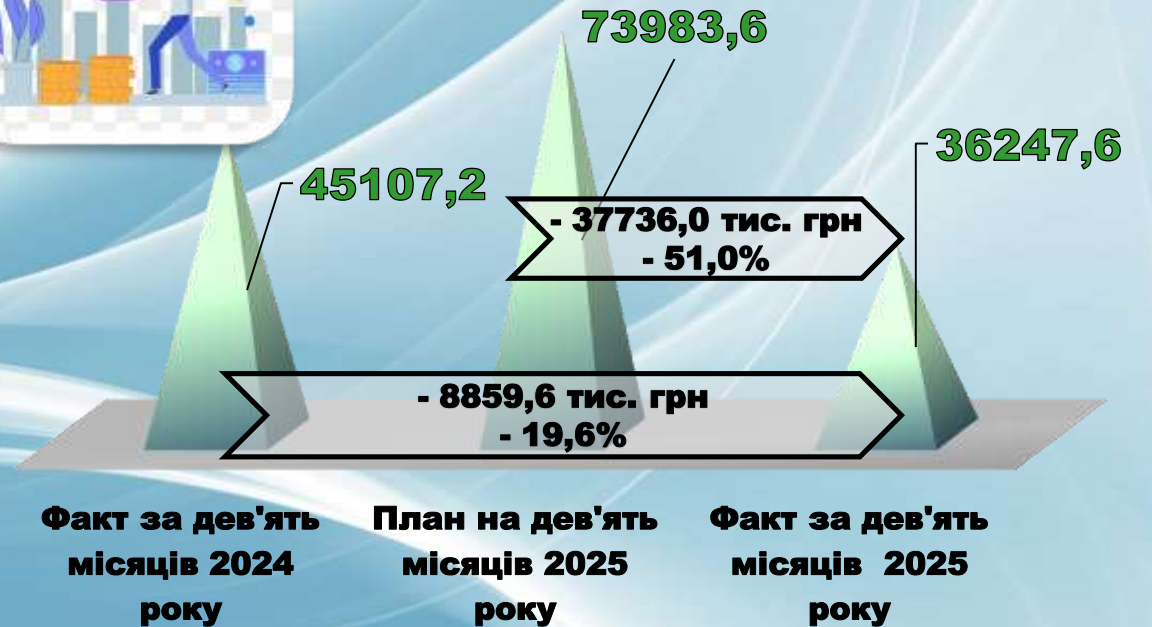 73983,6
36247,6
45107,2
- 37736,0 тис. грн
- 51,0%
- 8859,6 тис. грн
- 19,6%
Факт за дев'ять
місяців 2024
року
План на дев'ять
місяців 2025
року
Факт за дев'ять
місяців 2025
року